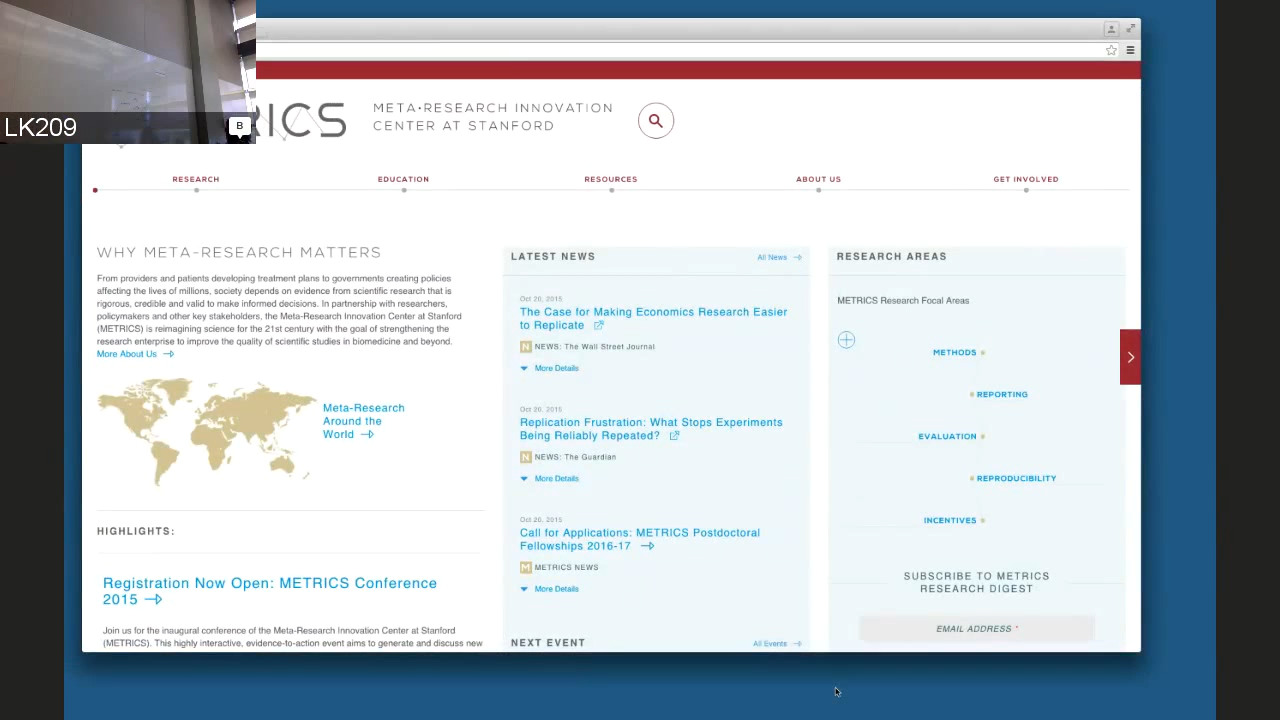 LK209
B
RICS
META•RESEARCH INNOVATION
CENTER AT STANFORD
RESEARCH
EDUCATION
RESOURCES
ABOUT US
GET INVOLVED
WHY META-RESEARCH MATTERS
From providers and patients developing treatment plans to governments creating policies
affecting the lives of millions, society depends on evidence from scientific research that is
rigorous, credible and valid to make informed decisions. In partnership with researchers,
policymakers and other key stakeholders, the Meta-Research Innovation Center at Stanford
(METRICS) is reimagining science for the 21st century with the goal of strengthening the
research enterprise to improve the quality of scientific studies in biomedicine and beyond.
More About Us
Meta-Research
Around the
World
HIGHLIGHTS:
Registration Now Open: METRICS Conference
2015
Join us for the inaugural conference of the Meta-Research Innovation Center at Stanford
(METRICS). This highly interactive, evidence-to-action event aims to generate and discuss new
LATEST NEWS
All News
Oct 20, 2015
The Case for Making Economics Research Easier
to Replicate
N NEWS: The Wall Street Journal
More Details
Oct 20, 2015
Replication Frustration: What Stops Experiments
Being Reliably Repeated?
N NEWS: The Guardian
More Details
Oct 20, 2015
Call for Applications: METRICS Postdoctoral
Fellowships 2016-17
M METRICS NEWS
More Details
NEXT EVENT
All Events
RESEARCH AREAS
METRICS Research Focal Areas
METHODS
REPORTING
EVALUATION
REPRODUCIBILITY
INCENTIVES
SUBSCRIBE TO METRICS
RESEARCH DIGEST
EMAIL ADDRESS *